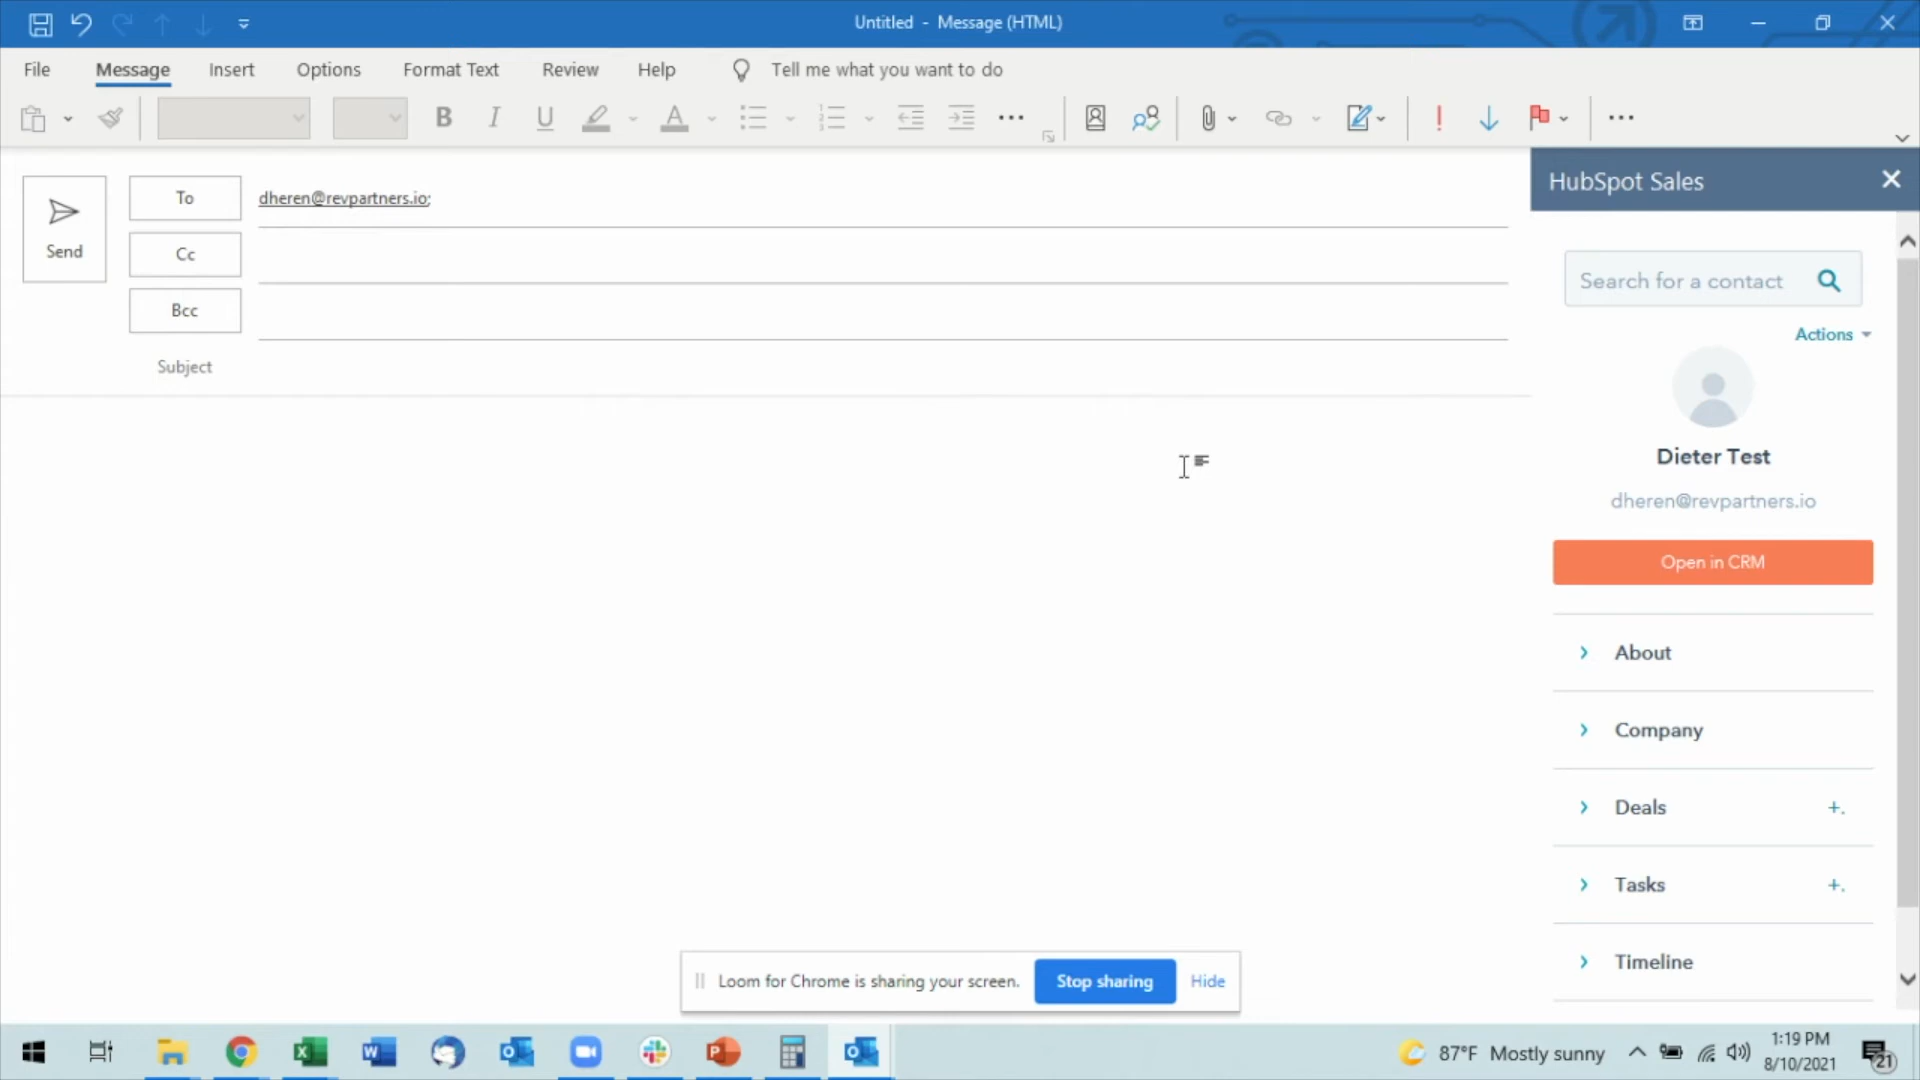 Untitled - Message (HTML)
File Message Insert Options Format Text Review Help Tell me what you want to do
B I U A
Send
To dheren@revpartners.io;
Cc
Bcc
Subject
HubSpot Sales
Search for a contact
Actions
Dieter Test
dheren@revpartners.io
Open in CRM
About
Company
Deals +.
Tasks +.
Timeline
Loom for Chrome is sharing your screen. Stop sharing Hide
87°F Mostly sunny
1:19 PM
8/10/2021
21